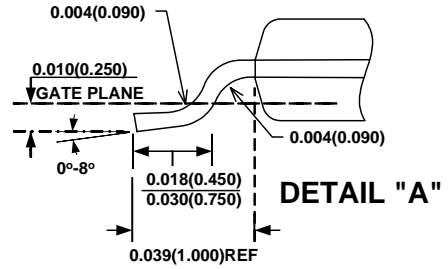 0.004(0.090)
0.010(0.250)
GATE PLANE
0.004(0.090)
0º-8º
0.018(0.450)
0.030(0.750)
DETAIL "A"
0.039(1.000)REF